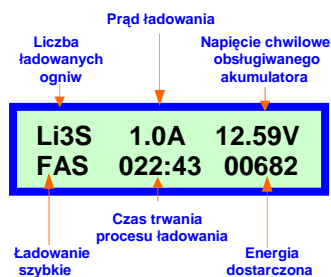 Prąd ładowania
Liczba
ładowanych
ogniw
Napięcie chwilowe
obsługiwanego
akumulatora
Li3S 1.0A 12.59V
FAS 022:43 00682
Czas trwania
procesu ładowania
Ładowanie
szybkie
Energia
dostarczona